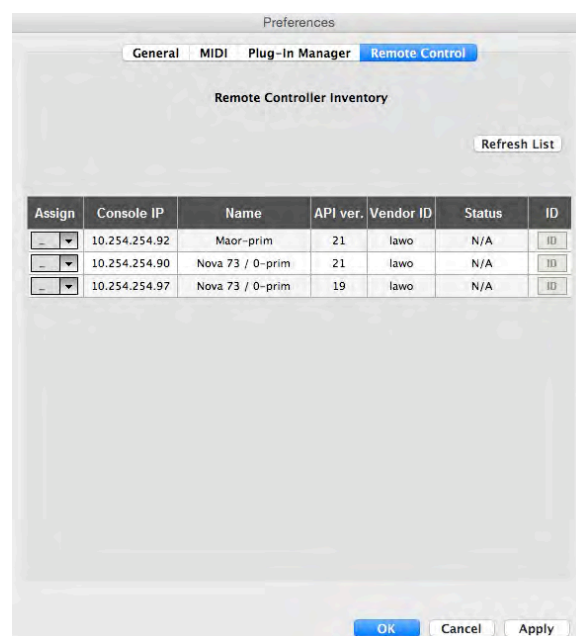 Preferences
General MIDI Plug-In Manager Remote Control
Remote Controller Inventory
Refresh List
Assign Console IP Name API ver. Vendor ID Status ID
- 10.254.254.92 Maor-prim 21 lawo N/A ID
- 10.254.254.90 Nova 73 / 0-prim 21 lawo N/A ID
- 10.254.254.97 Nova 73 / 0-prim 19 lawo N/A ID
OK Cancel Apply